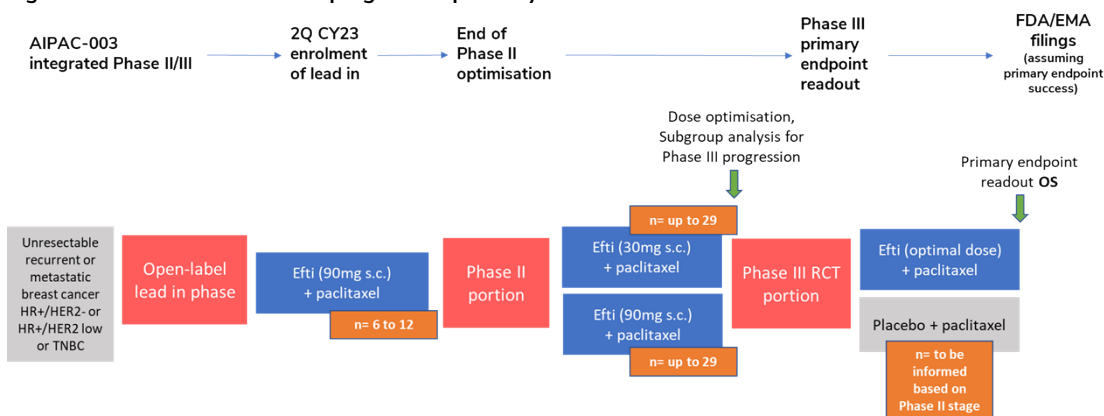 AIPAC-003
integrated Phase II/III
2Q CY23
enrolment
of lead in
End of
Phase II
optimisation
Phase III
primary
endpoint
readout
FDA/EMA
filings
(assuming
primary endpoint
success)
Dose optimisation,
Subgroup analysis for
Phase III progression
Primary endpoint
readout OS
Unresectable
recurrent or
metastatic
breast cancer
HR+/HER2- or
HR+/HER2 low
or TNBC
Open-label
lead in phase
Efti (90mg s.c.)
+ paclitaxel
n= 6 to 12
Phase II
portion
n= up to 29
Efti (30mg s.c.)
+ paclitaxel
Efti (90mg s.c.)
+ paclitaxel
n= up to 29
Phase III RCT
portion
Efti (optimal dose)
+ paclitaxel
Placebo + paclitaxel
n= to be
informed
based on
Phase II stage